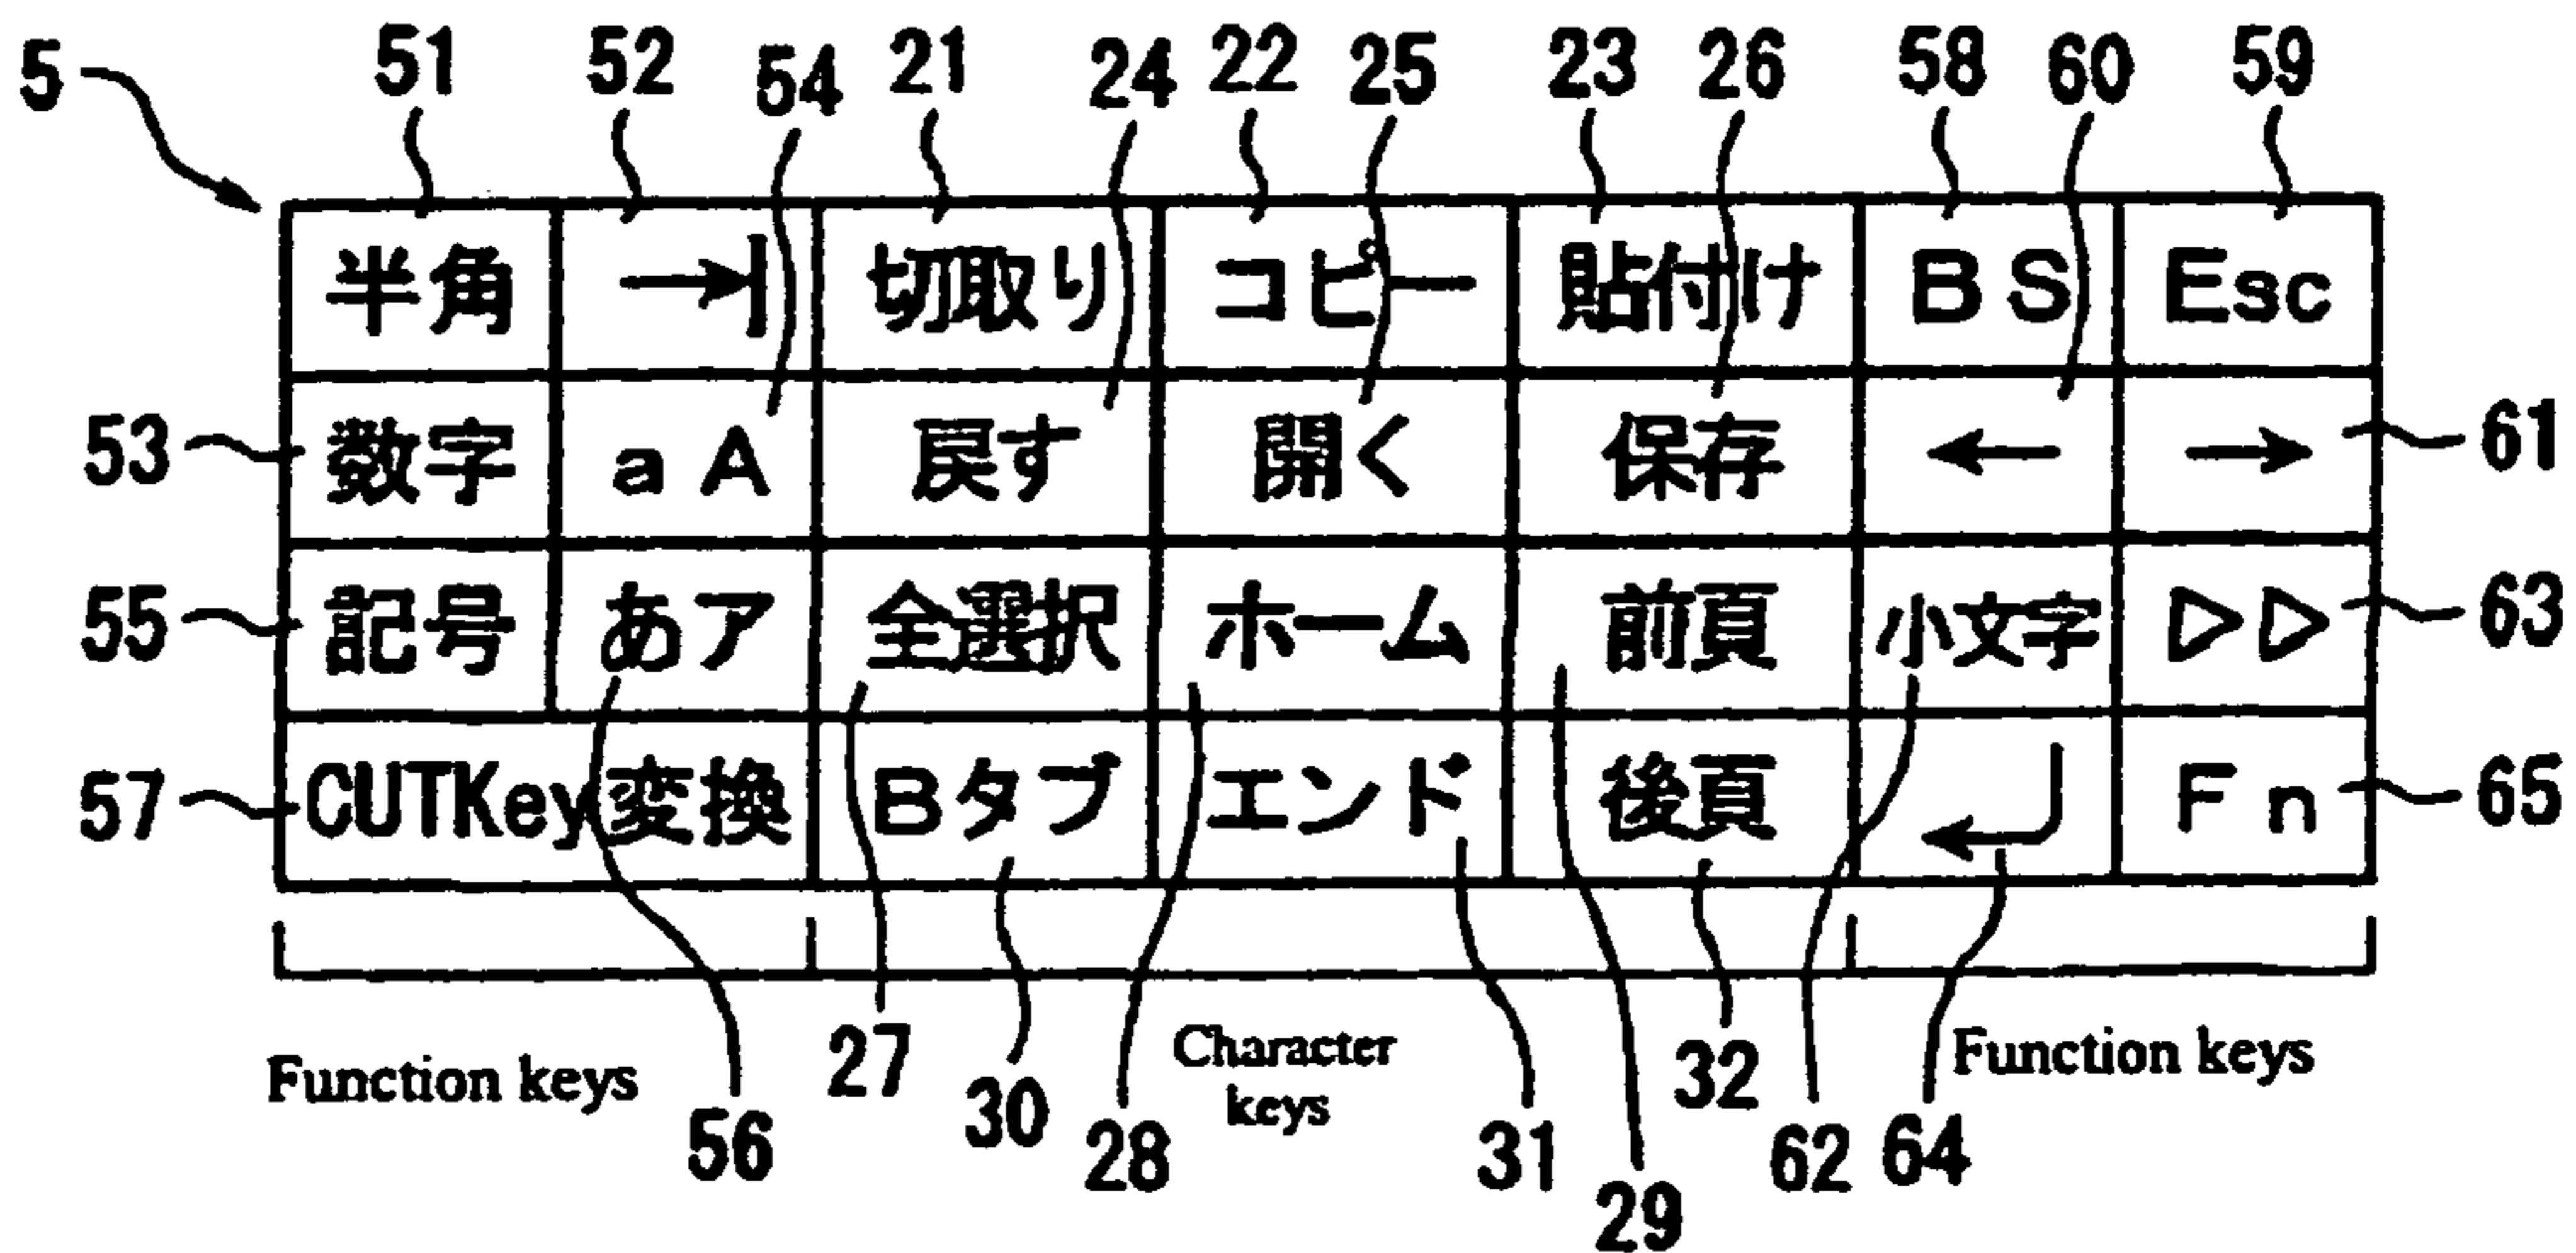 5 51 52 54 21 24 22 25 23 26 58 60 59
半角 →| 切取り コピー 貼付け BS Esc
53 数字 aA 戻す 開く 保存 ← → 61
55 記号 あア 全選択 ホーム 前頁 小文字 ▷▷ 63
57 CUTKey変換 Bタブ エンド 後頁 ↵ Fn 65
Function keys 56 27 30 28 Character keys 31 29 32 62 64 Function keys